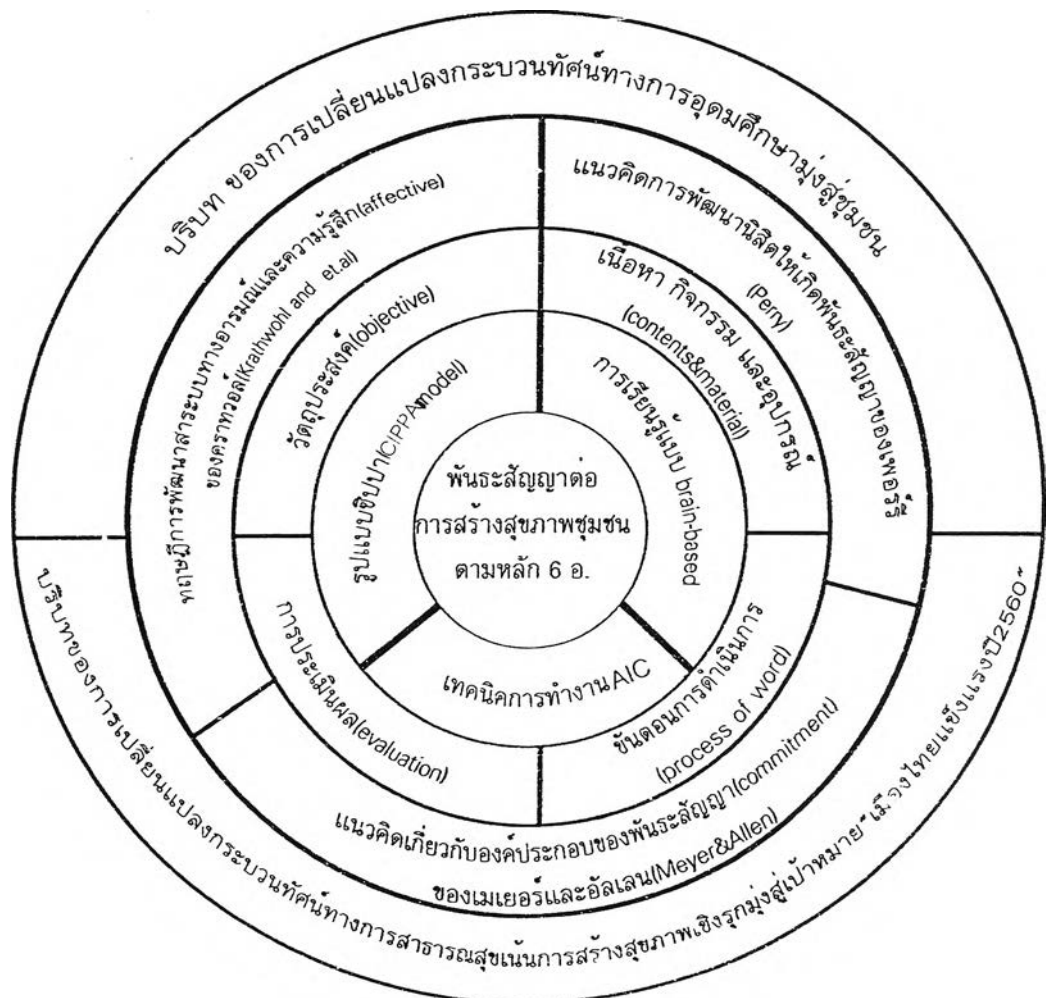 บริบท ของการเปลี่ยนแปลงกระบวนทัศน์ทางการอุดมศึกษามุ่งสู่ชุมชน
ทฤษฎีการพัฒนาสาระบบทางอารมณ์และความรู้สึก(affective)
ของคราทวอล์(Krathwohl and et.al)
แนวคิดการพัฒนานิสิตให้เกิดพันธะสัญญาของเพอร์รี่
(Perry)
วัตถุประสงค์(objective)
เนื้อหา กิจกรรม และอุปกรณ์
(contents&material)
รูปแบบซิปปา(CIPPAmodel)
การเรียนรู้แบบ brain-based
พันธะสัญญาต่อ
การสร้างสุขภาพชุมชน
ตามหลัก 6 อ.
เทคนิคการทำงานAIC
การประเมินผล(evaluation)
ขั้นตอนการดำเนินการ
(process of word)
แนวคิดเกี่ยวกับองค์ประกอบของพันธะสัญญา(commitment)
ของเมเยอร์และอัลเลน(Meyer&Allen)
บริบทของการเปลี่ยนแปลงกระบวนทัศน์ทางการสาธารณสุขเน้นการสร้างสุขภาพเชิงรุกมุ่งสู่เป้าหมาย"เมืองไทยแข็งแรงปี2560"